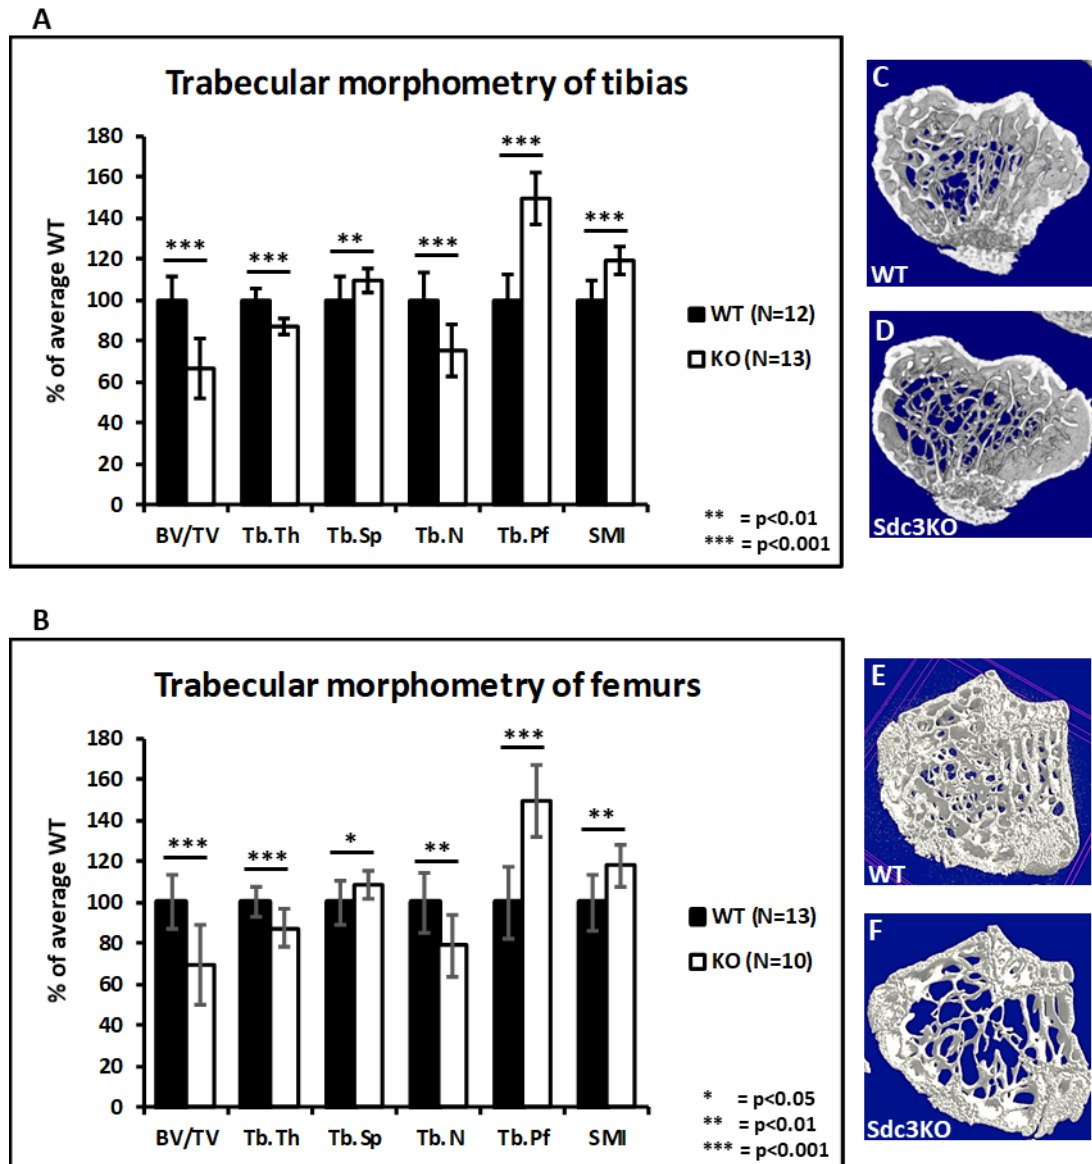 A
Trabecular morphometry of tibias
180
160
140
120
100
80
60
40
20
0
% of average WT
***
***
**
***
***
***
BV/TV Tb.Th Tb.Sp Tb.N Tb.Pf SMI
WT (N=12)
KO (N=13)
** = p<0.01
*** = p<0.001
C
WT
D
Sdc3KO
B
Trabecular morphometry of femurs
180
160
140
120
100
80
60
40
20
0
% of average WT
***
***
*
**
***
**
BV/TV Tb.Th Tb.Sp Tb.N Tb.Pf SMI
WT (N=13)
KO (N=10)
* = p<0.05
** = p<0.01
*** = p<0.001
E
WT
F
Sdc3KO